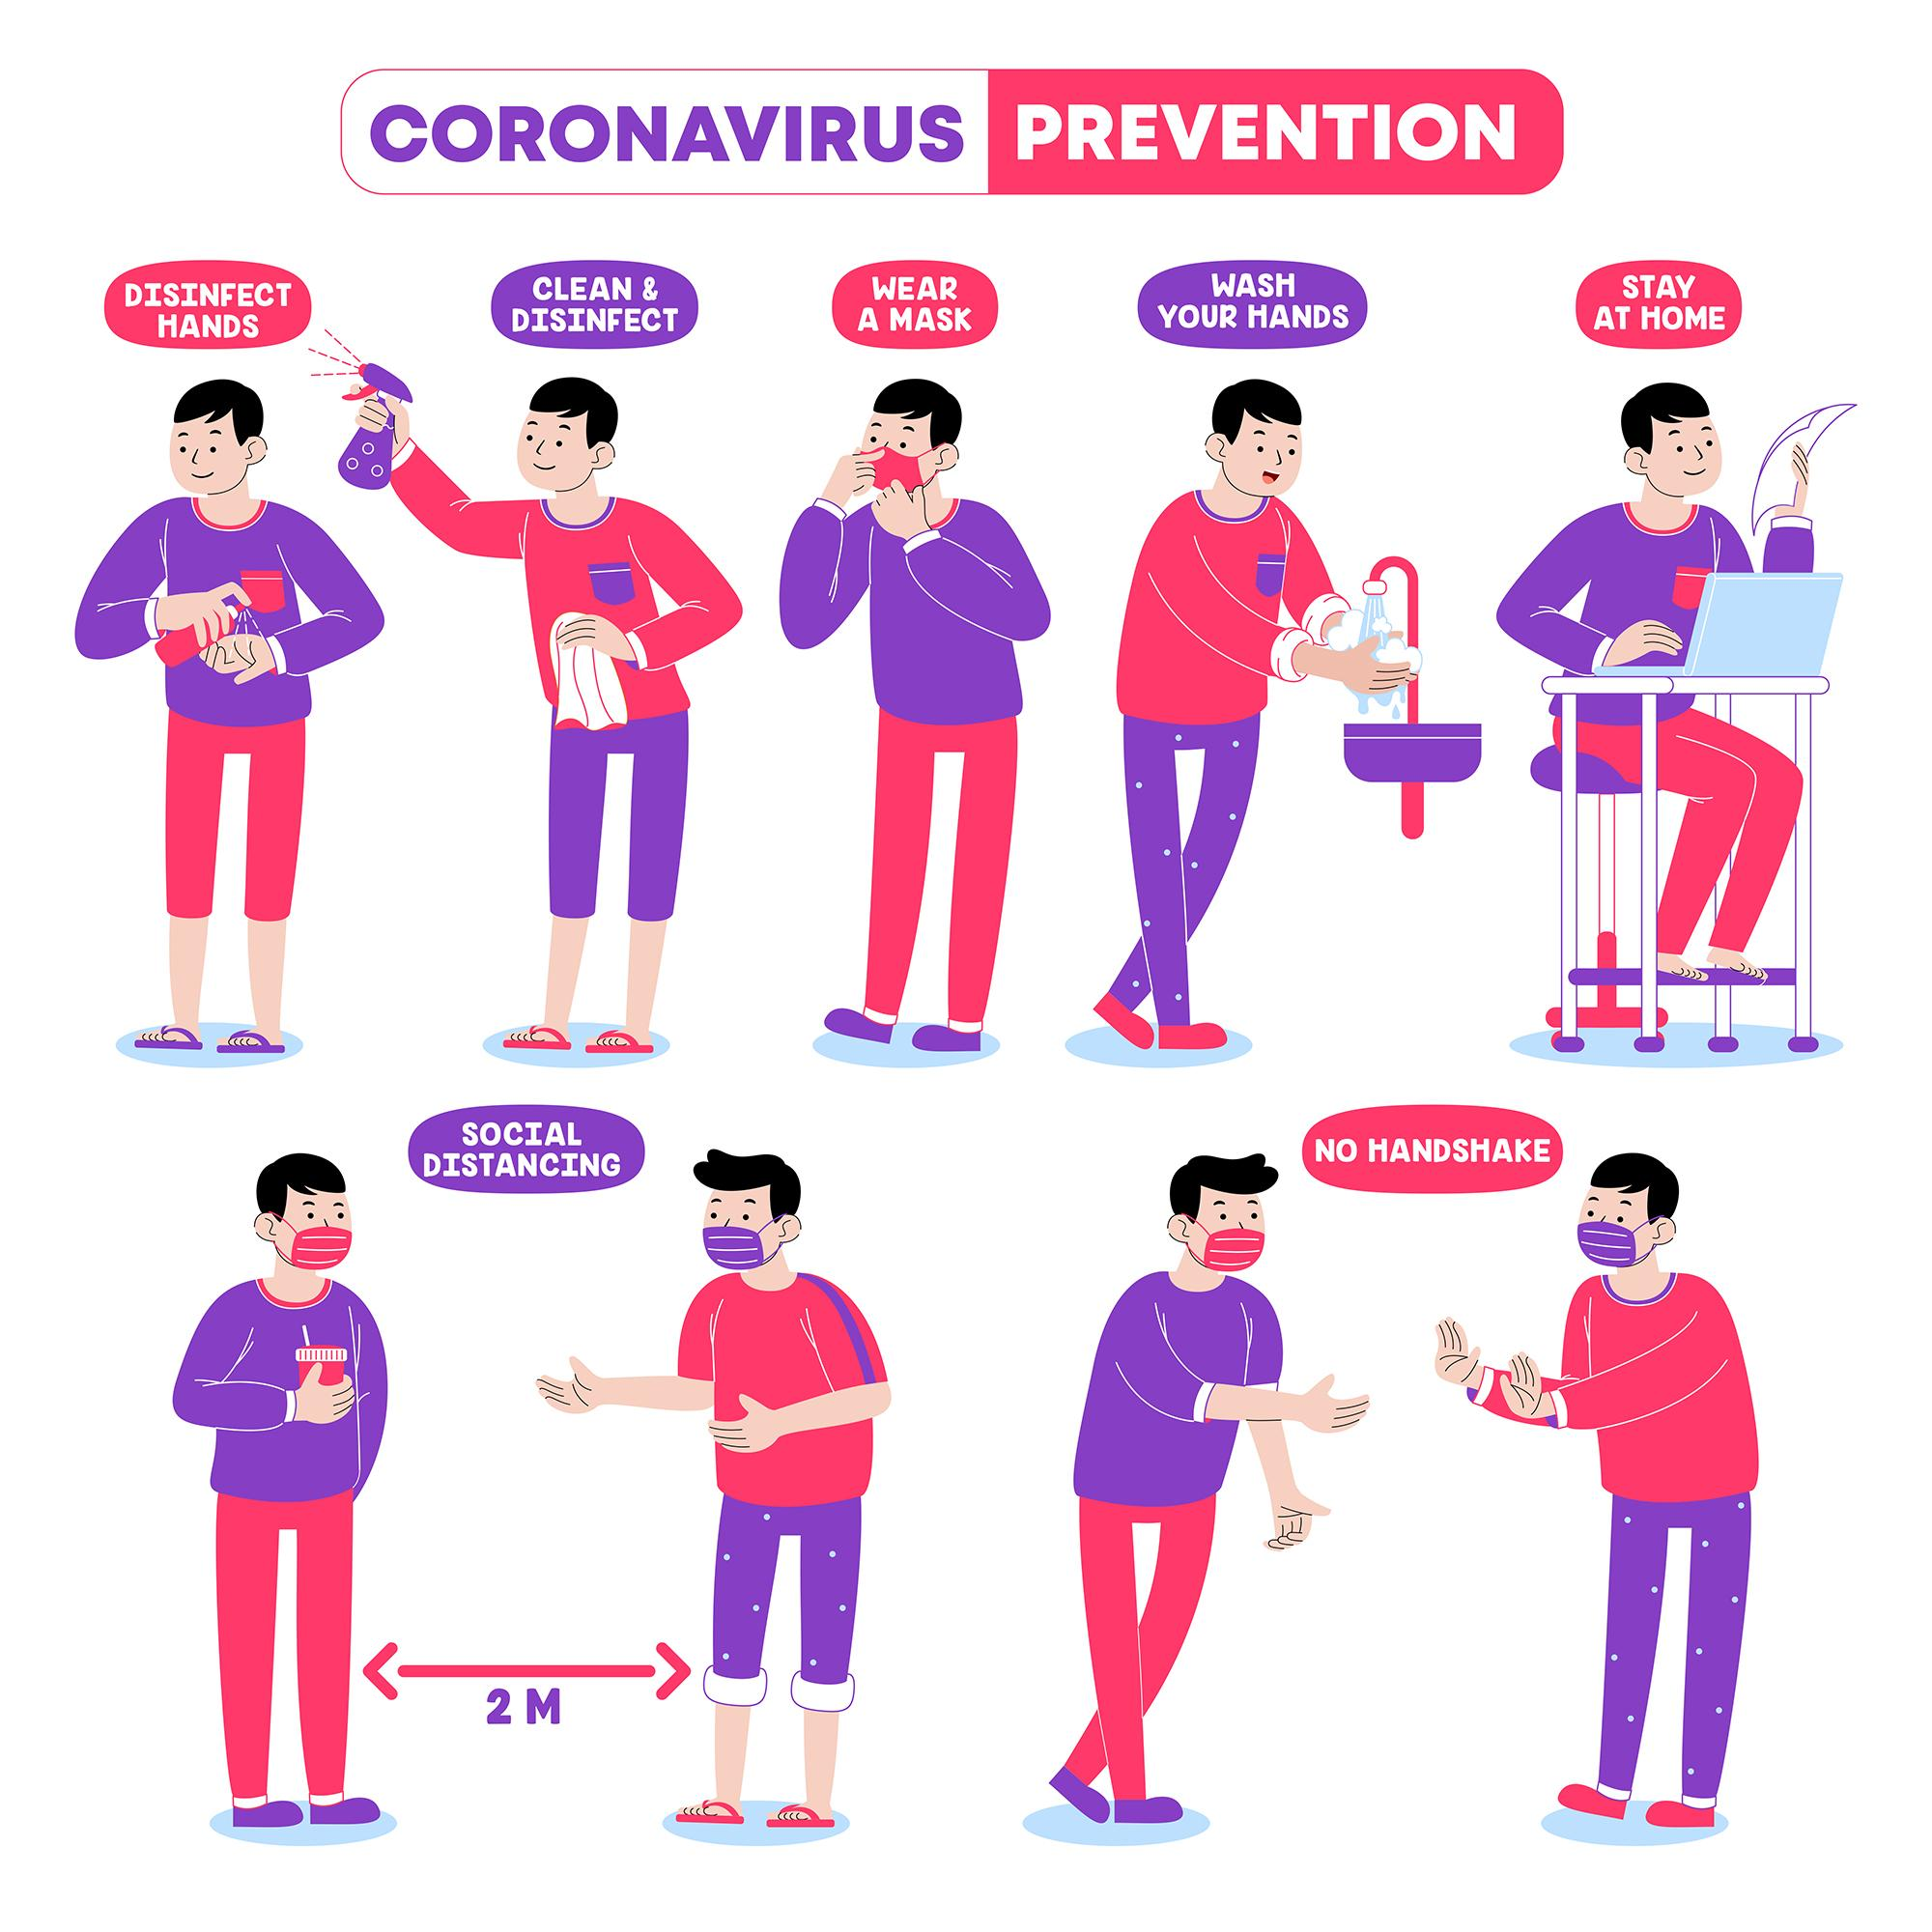 CORONAVIRUS PREVENTION
DISINFECT
HANDS
CLEAN &
DISINFECT
WEAR
A MASK
WASH
YOUR HANDS
STAY
AT HOME
SOCIAL
DISTANCING
NO HANDSHAKE
2 M